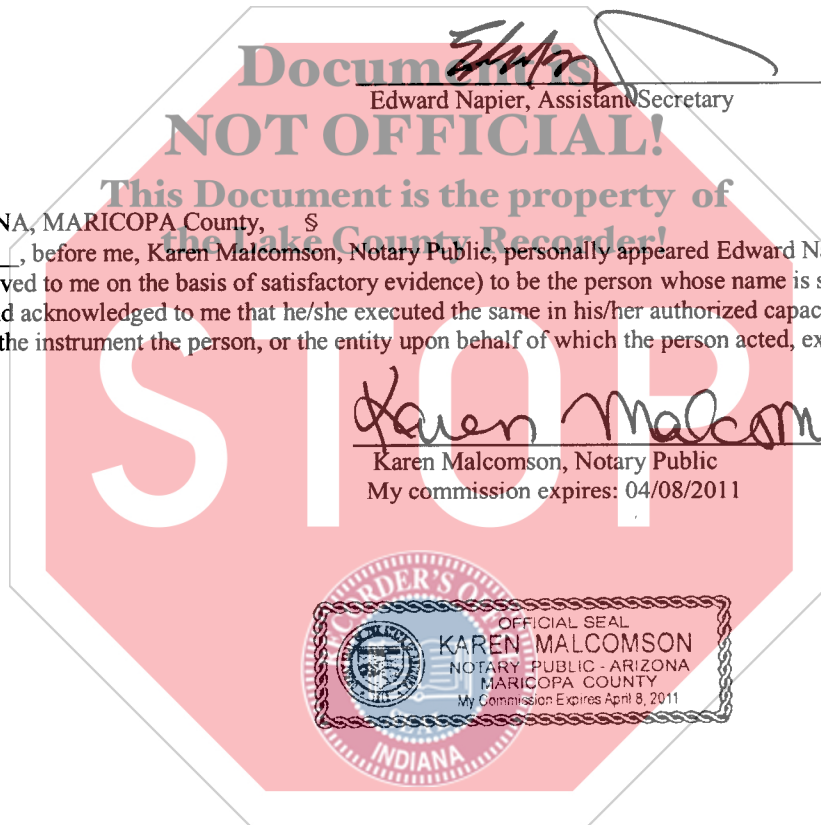 Document is
Edward Napier, Assistant Secretary
NOT OFFICIAL!
This Document is the property of
NA, MARICOPA County, §
the Lake County Recorder!
, before me, Karen Malcomson, Notary Public, personally appeared Edward N
ved to me on the basis of satisfactory evidence) to be the person whose name is s
d acknowledged to me that he/she executed the same in his/her authorized capac
the instrument the person, or the entity upon behalf of which the person acted, ex
STOP
Karen Malcom
Karen Malcomson, Notary Public
My commission expires: 04/08/2011
RECORDER'S OFFICE
OFFICIAL SEAL
KAREN MALCOMSON
NOTARY PUBLIC - ARIZONA
MARICOPA COUNTY
My Commission Expires April 8, 2011
INDIANA